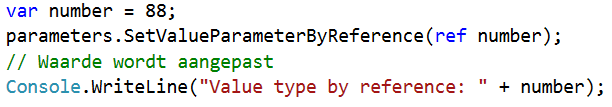 var number = 88;
parameters.SetValueParameterByReference(ref number);
// Waarde wordt aangepast
Console.WriteLine("Value type by reference: " + number);